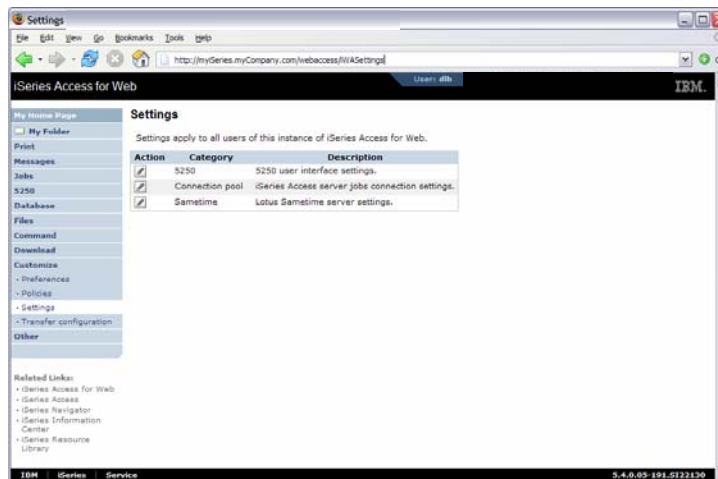 Settings
File Edit View Go Bookmarks Tools Help
http://myiSeries.myCompany.com/webaccess/iWASettings
iSeries Access for Web
User: dlb
IBM.
My Home Page
My Folder
Print
Messages
Jobs
5250
Database
Files
Command
Download
Customize
• Preferences
• Policies
• Settings
• Transfer configuration
Other
Related Links:
• iSeries Access for Web
• iSeries Access
• iSeries Navigator
• iSeries Information
Center
• iSeries Resource
Library
Settings
Settings apply to all users of this instance of iSeries Access for Web.
Action Category Description
5250 5250 user interface settings.
Connection pool iSeries Access server jobs connection settings.
Sametime Lotus Sametime server settings.
IBM iSeries Service
5.4.0.05-191.SI22130